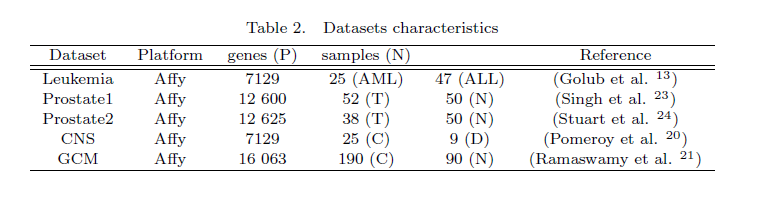 Table 2. Datasets characteristics
Dataset Platform genes (P) samples (N) Reference
Leukemia Affy 7129 25 (AML) 47 (ALL) (Golub et al. 13)
Prostate1 Affy 12 600 52 (T) 50 (N) (Singh et al. 23)
Prostate2 Affy 12 625 38 (T) 50 (N) (Stuart et al. 24)
CNS Affy 7129 25 (C) 9 (D) (Pomeroy et al. 20)
GCM Affy 16 063 190 (C) 90 (N) (Ramaswamy et al. 21)